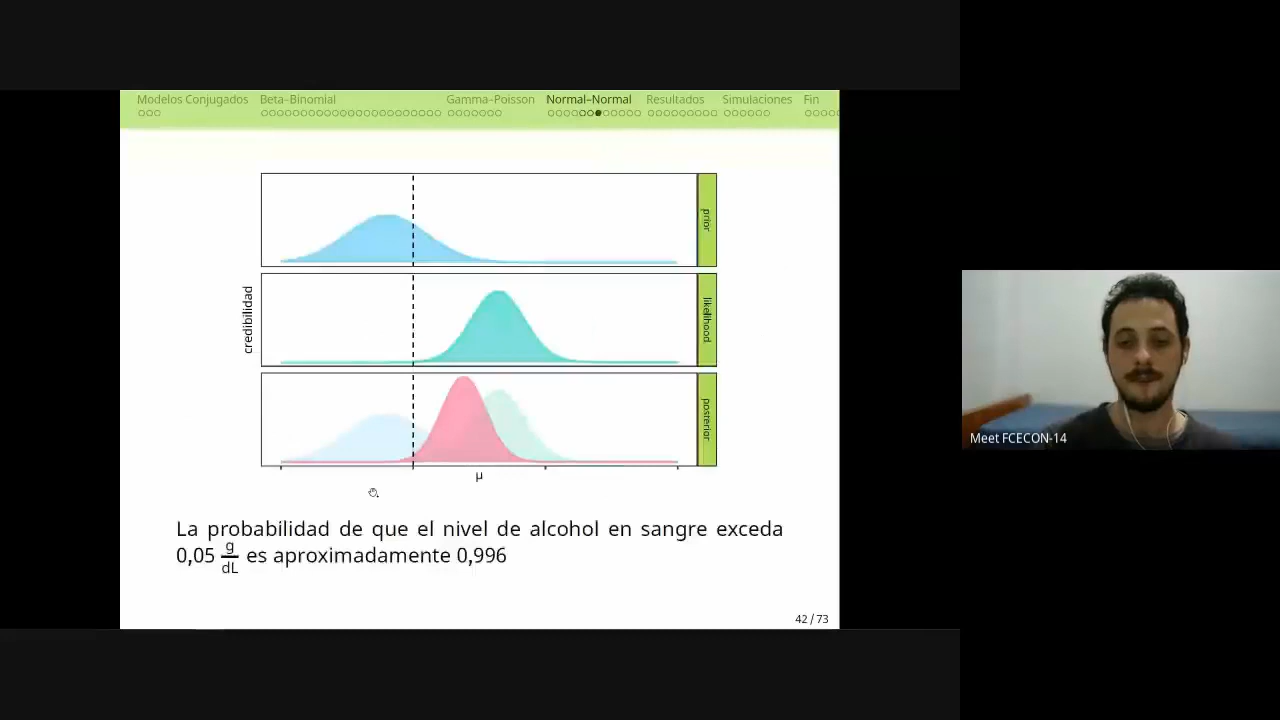 Modelos Conjugados Beta–Binomial Gamma–Poisson Normal–Normal Resultados Simulaciones Fin
prior
likelihood
posterior
credibilidad
μ
La probabilidad de que el nivel de alcohol en sangre exceda
0,05 g/dL es aproximadamente 0,996
42 / 73
Meet FCECON-14